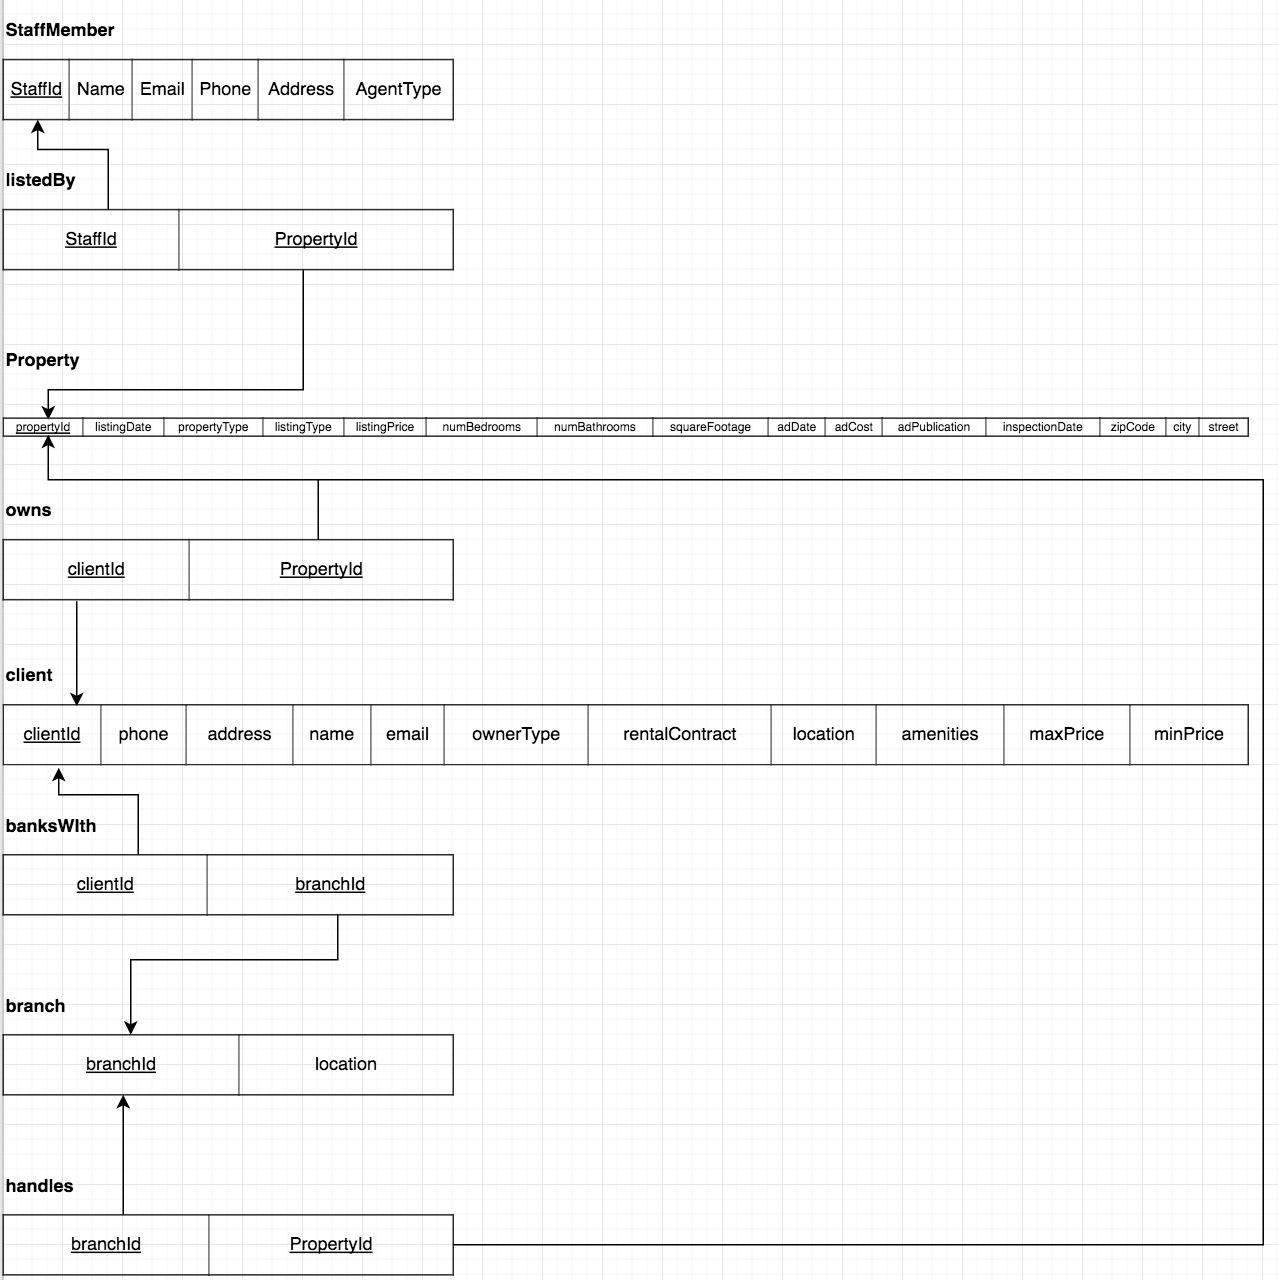 StaffMember
StaffId Name Email Phone Address AgentType
listedBy
StaffId PropertyId
Property
propertyId listingDate propertyType listingType listingPrice numBedrooms numBathrooms squareFootage adDate adCost adPublication inspectionDate zipCode city street
owns
clientId PropertyId
client
clientId phone address name email ownerType rentalContract location amenities maxPrice minPrice
banksWIth
clientId branchId
branch
branchId location
handles
branchId PropertyId